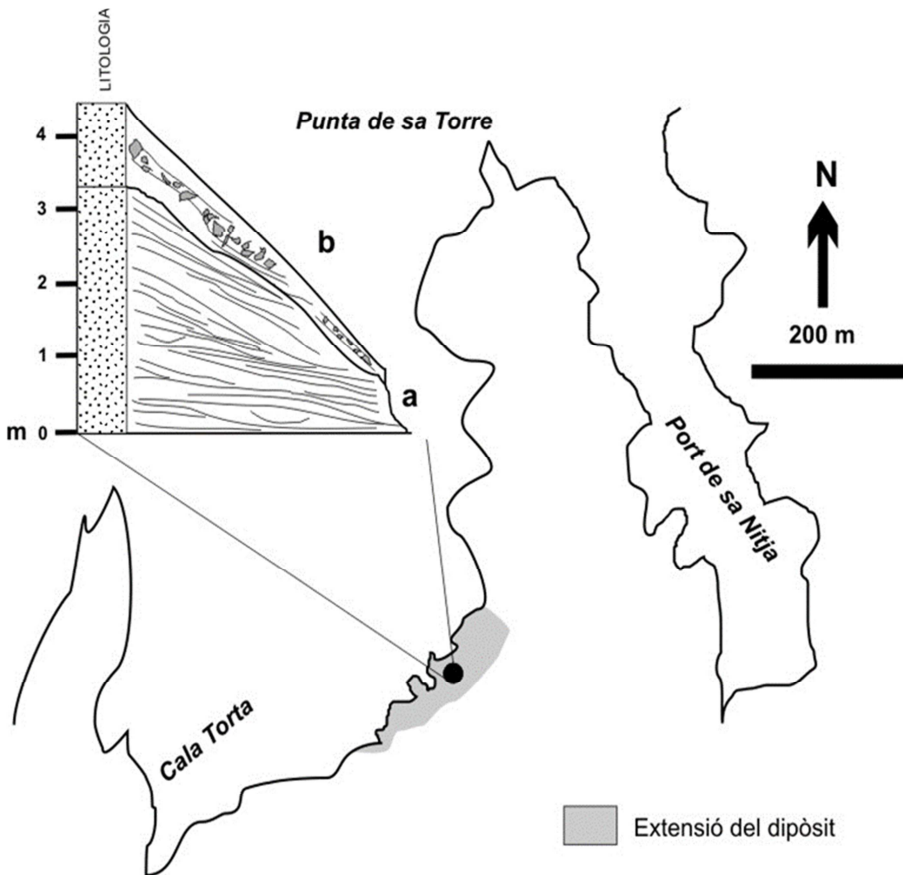 LITOLOGIA
4
3
2
1
m 0
b
a
Punta de sa Torre
N
200 m
Port de sa Nitja
Cala Torta
Extensió del dipòsit